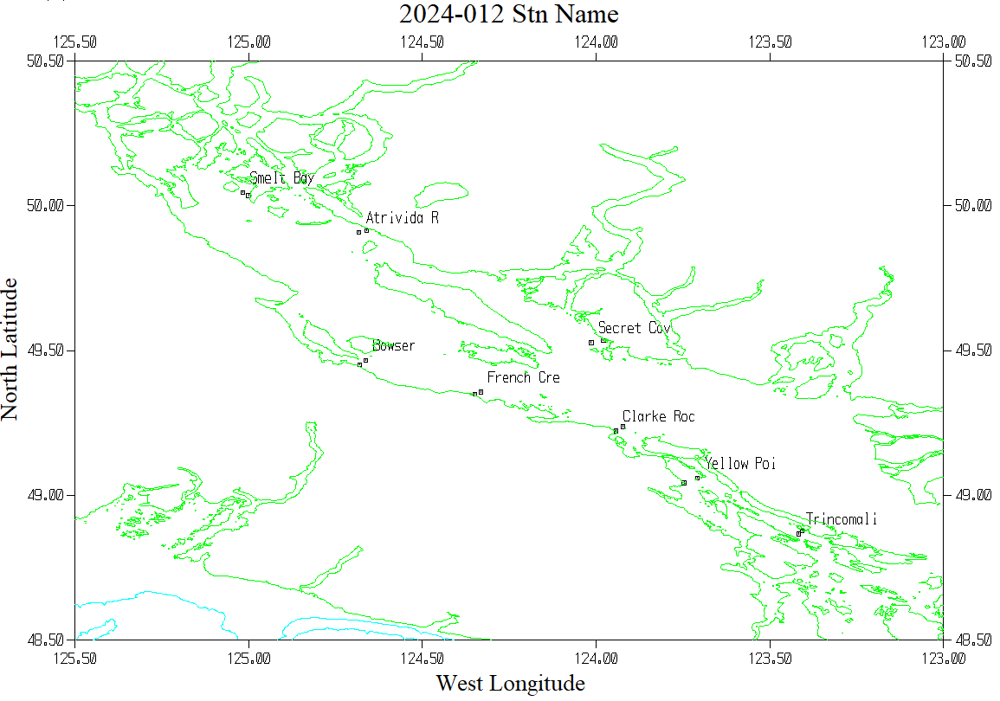 2024-012 Stn Name
125.50 125.00 124.50 124.00 123.50 123.00
50.50 50.50
Smelt Bay
50.00 50.00
Atrivida R
Secret Cov
Bowser
49.50 49.50
French Cre
Clarke Roc
Yellow Poi
49.00 49.00
Trincomali
48.50 48.50
125.50 125.00 124.50 124.00 123.50 123.00
West Longitude
North Latitude